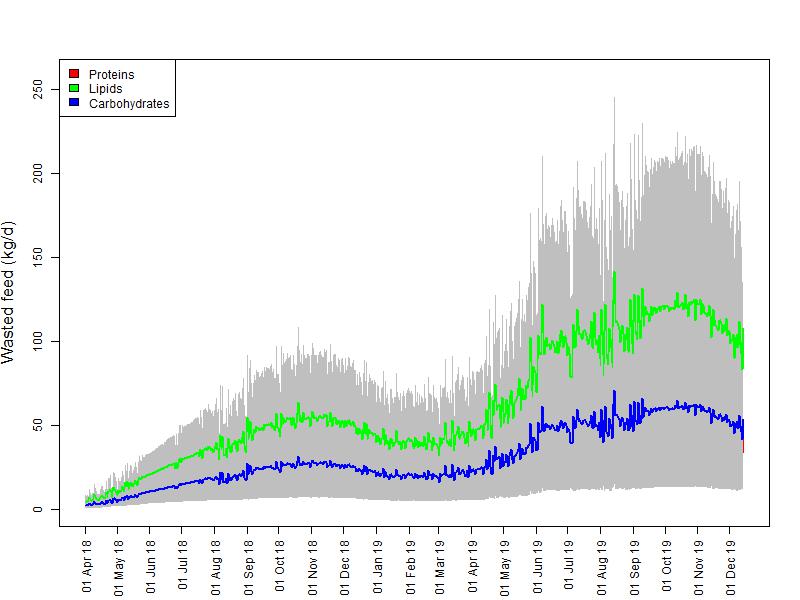 Proteins
Lipids
Carbohydrates
Wasted feed (kg/d)
250
200
150
100
50
0
01 Apr 18
01 May 18
01 Jun 18
01 Jul 18
01 Aug 18
01 Sep 18
01 Oct 18
01 Nov 18
01 Dec 18
01 Jan 19
01 Feb 19
01 Mar 19
01 Apr 19
01 May 19
01 Jun 19
01 Jul 19
01 Aug 19
01 Sep 19
01 Oct 19
01 Nov 19
01 Dec 19